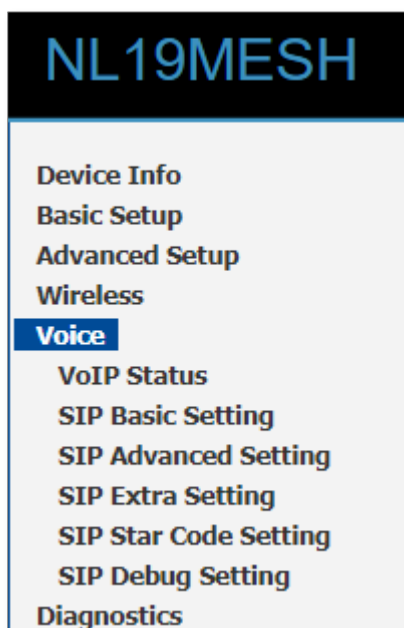 NL19MESH
Device Info
Basic Setup
Advanced Setup
Wireless
Voice
VoIP Status
SIP Basic Setting
SIP Advanced Setting
SIP Extra Setting
SIP Star Code Setting
SIP Debug Setting
Diagnostics